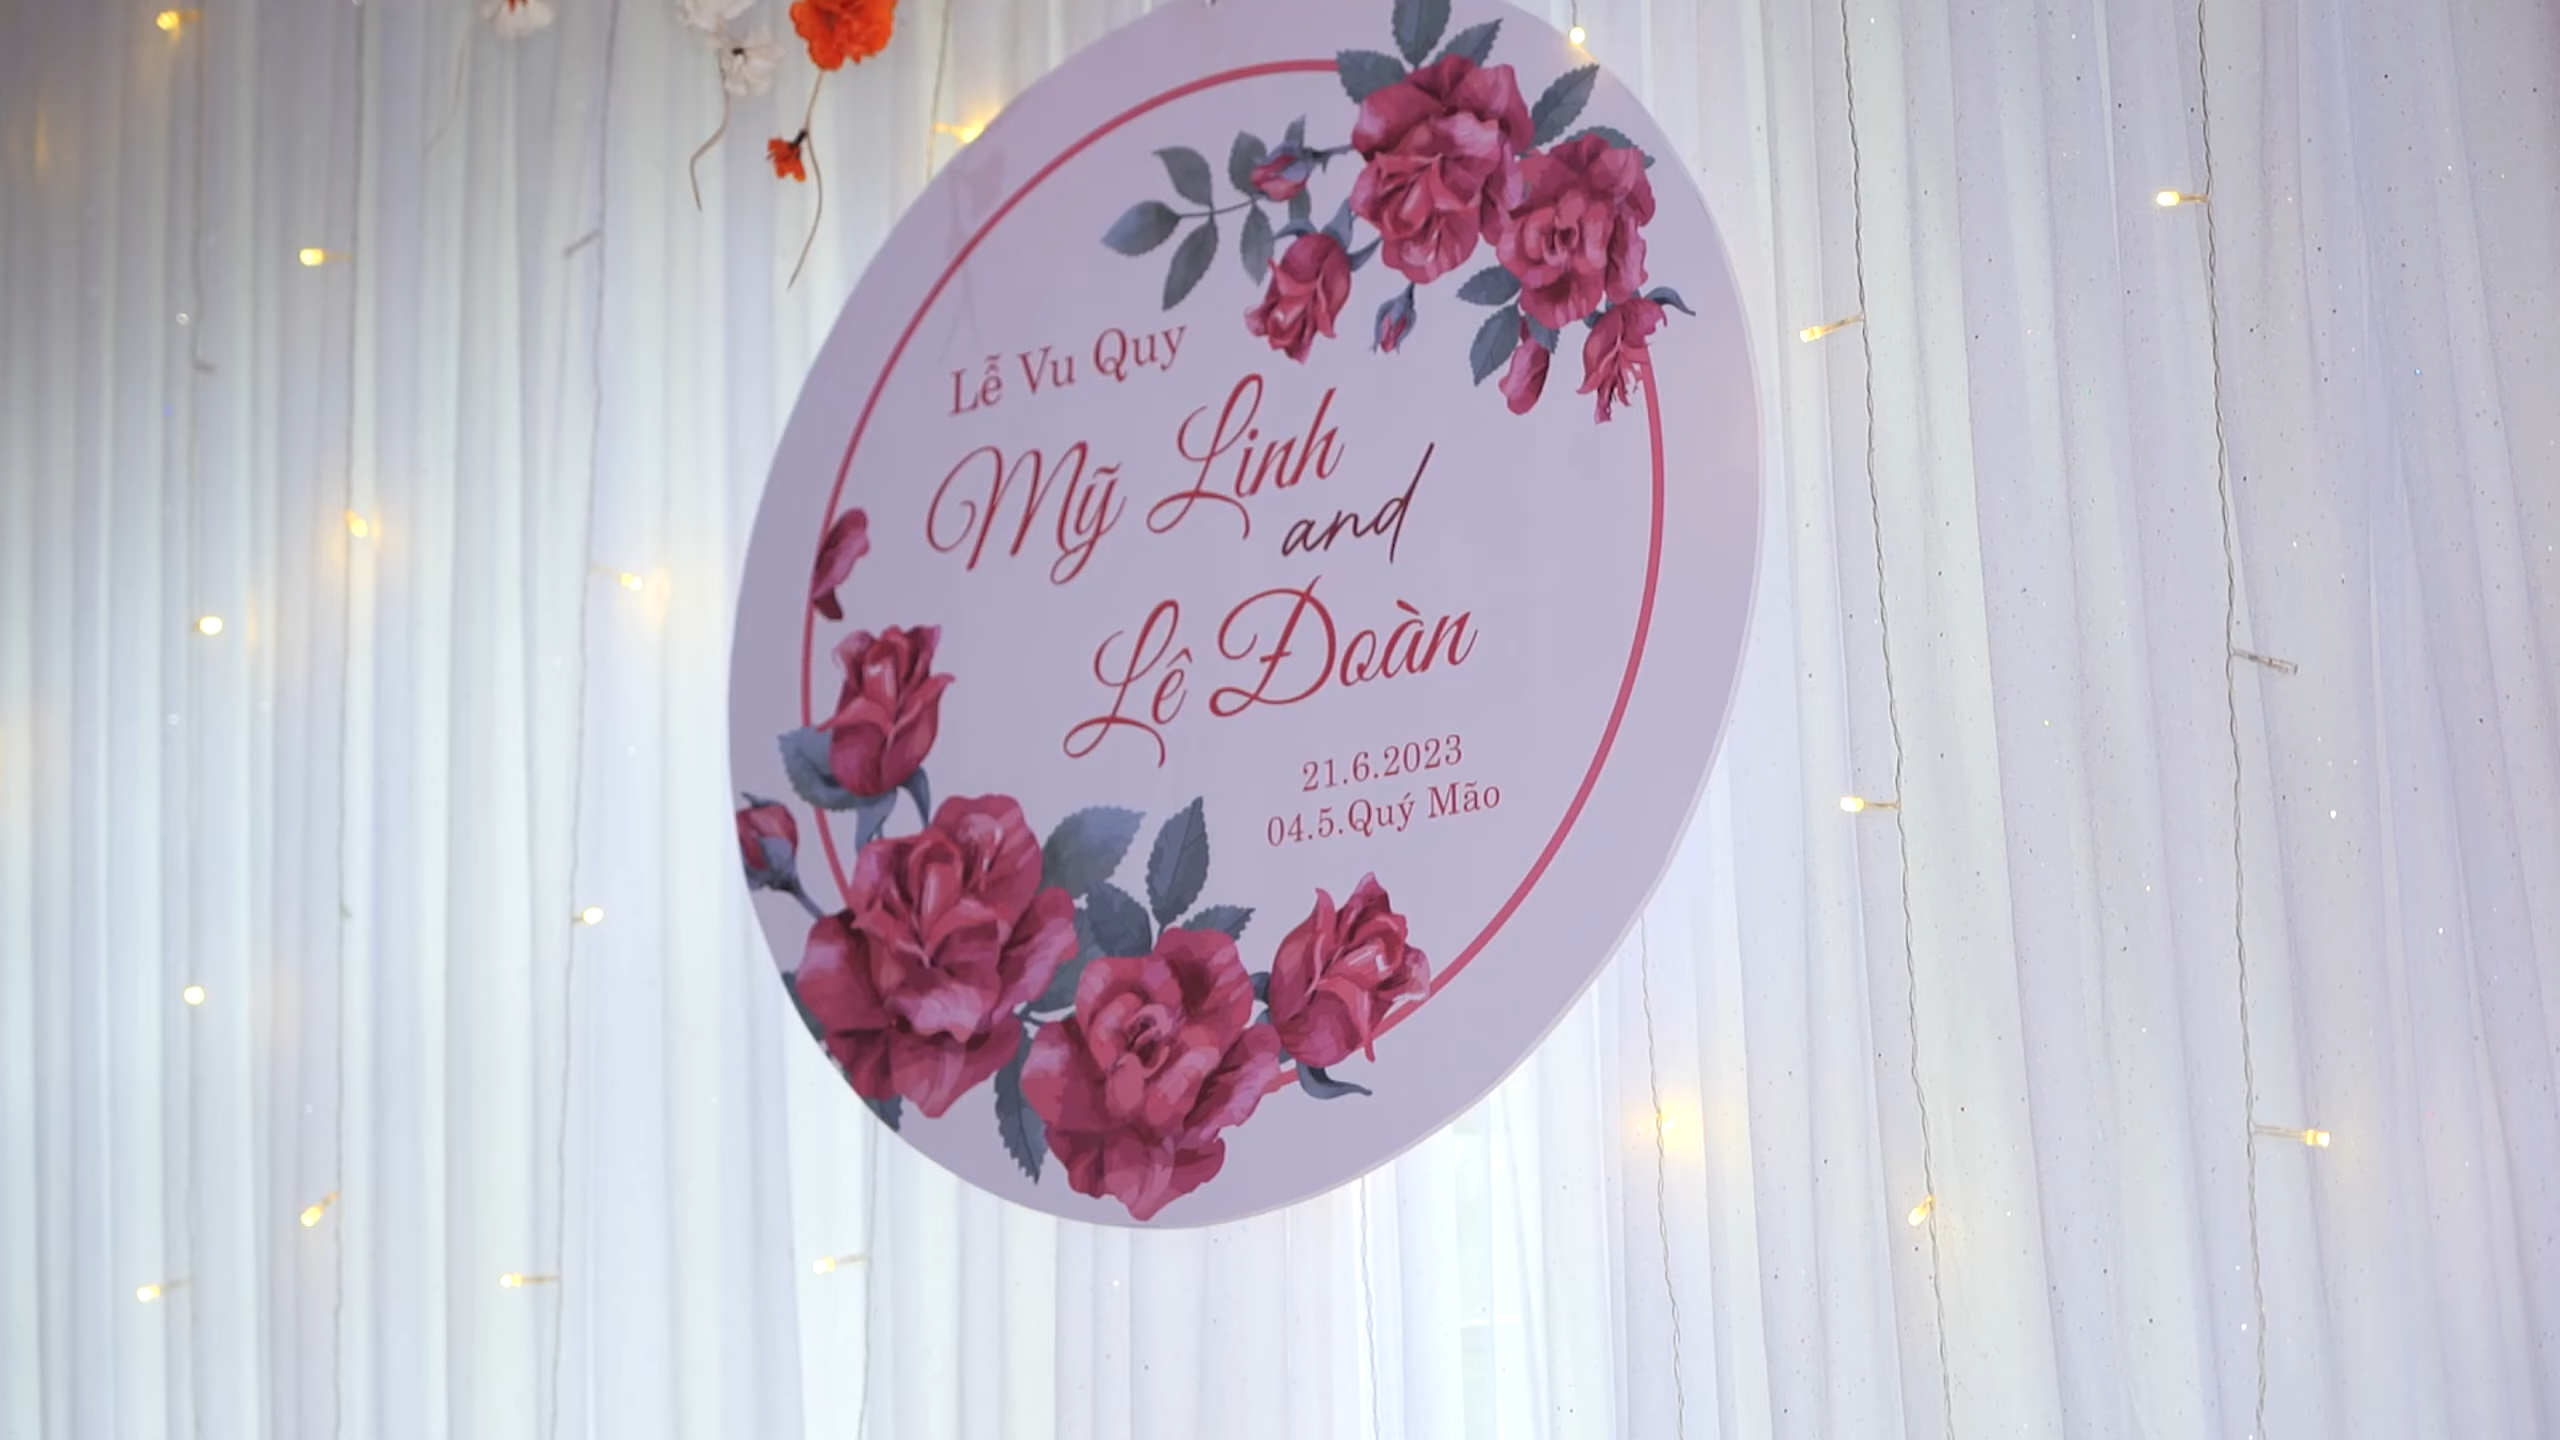 Lễ Vu Quy
Mỹ Linh
and
Lê Đoàn
21.6.2023
04.5.Quý Mão